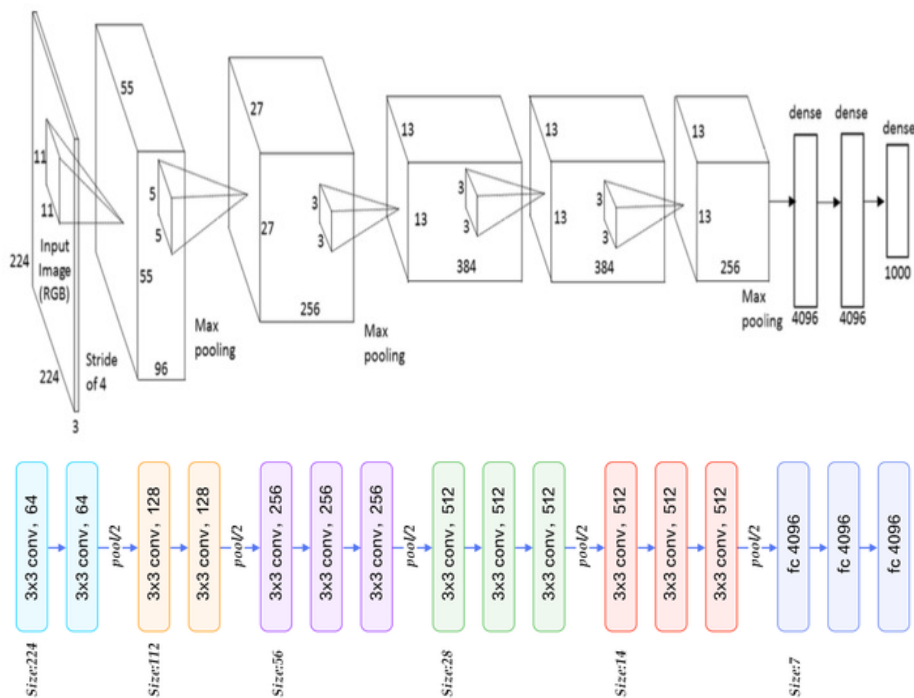 55
27
13
13
13
dense
dense
dense
11
11
5
5
3
3
3
3
3
3
Input
Image
(RGB)
224
224
3
Stride
of 4
55
96
Max
pooling
27
256
Max
pooling
13
384
13
384
13
256
Max
pooling
4096
4096
1000
3x3 conv, 64
3x3 conv, 64
pool/2
3x3 conv, 128
3x3 conv, 128
pool/2
3x3 conv, 256
3x3 conv, 256
3x3 conv, 256
pool/2
3x3 conv, 512
3x3 conv, 512
3x3 conv, 512
pool/2
3x3 conv, 512
3x3 conv, 512
3x3 conv, 512
pool/2
fc 4096
fc 4096
fc 4096
Size:224
Size:112
Size:56
Size:28
Size:14
Size:7